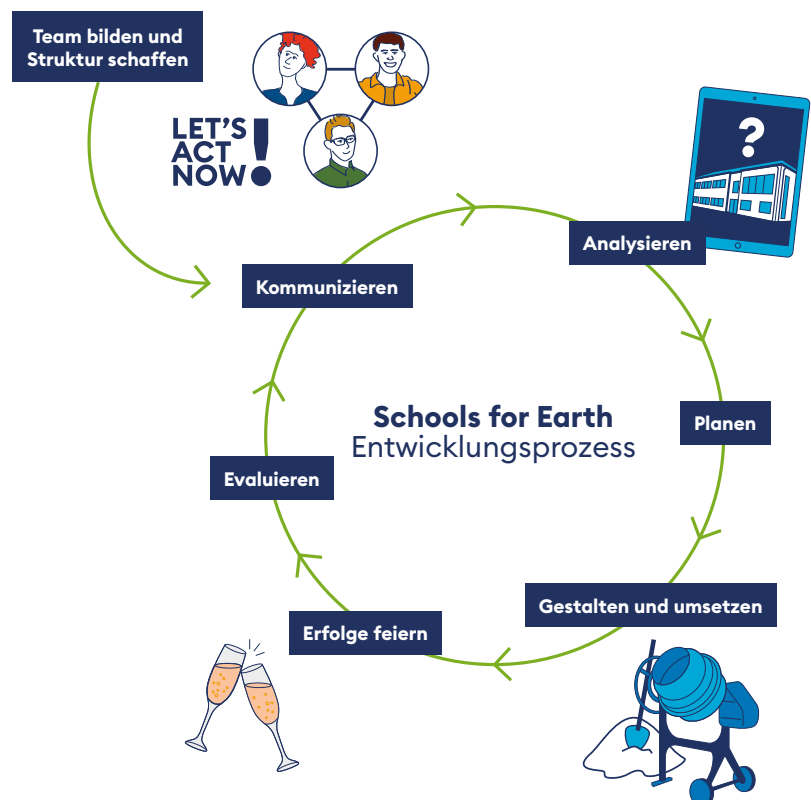 Team bilden und
Struktur schaffen
LET'S
ACT
NOW!
?
Analysieren
Kommunizieren
Schools for Earth
Entwicklungsprozess
Planen
Evaluieren
Gestalten und umsetzen
Erfolge feiern